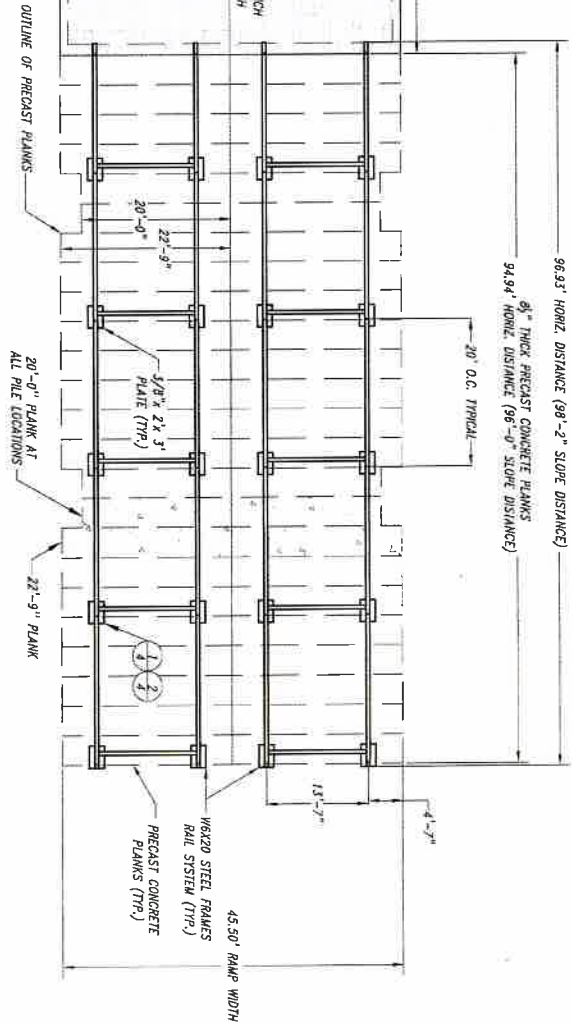 96.93' HORIZ. DISTANCE (98'-2" SLOPE DISTANCE)
8½" THICK PRECAST CONCRETE PLANKS
94.94' HORIZ. DISTANCE (96'-0" SLOPE DISTANCE)
20' O.C. TYPICAL
4'-7"
13'-7"
45.50' RAMP WIDTH
W6X20 STEEL FRAMES
RAIL SYSTEM (TYP.)
PRECAST CONCRETE
PLANKS (TYP.)
22'-9"
20'-0"
5/8" x 2' x 3'
PLATE (TYP.)
1
4
2
4
OUTLINE OF PRECAST PLANKS
20'-0" PLANK AT
ALL PILE LOCATIONS
22'-9" PLANK